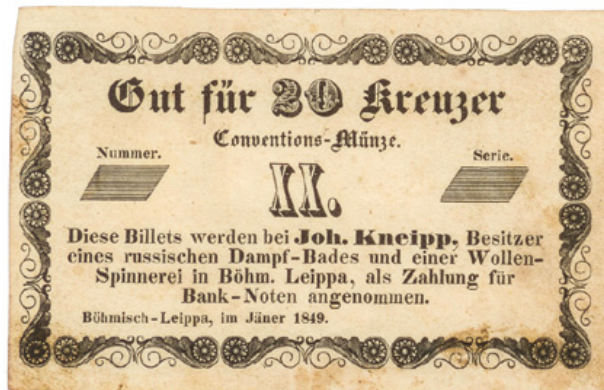 Gut für 20 Kreuzer
Conventions-Münze.
Nummer.
Serie.
XX.
Diese Billets werden bei Joh. Kneipp, Besitzer
eines russischen Dampf-Bades und einer Wollen-
Spinnerei in Böhm. Leippa, als Zahlung für
Bank-Noten angenommen.
Böhmisch-Leippa, im Jäner 1849.